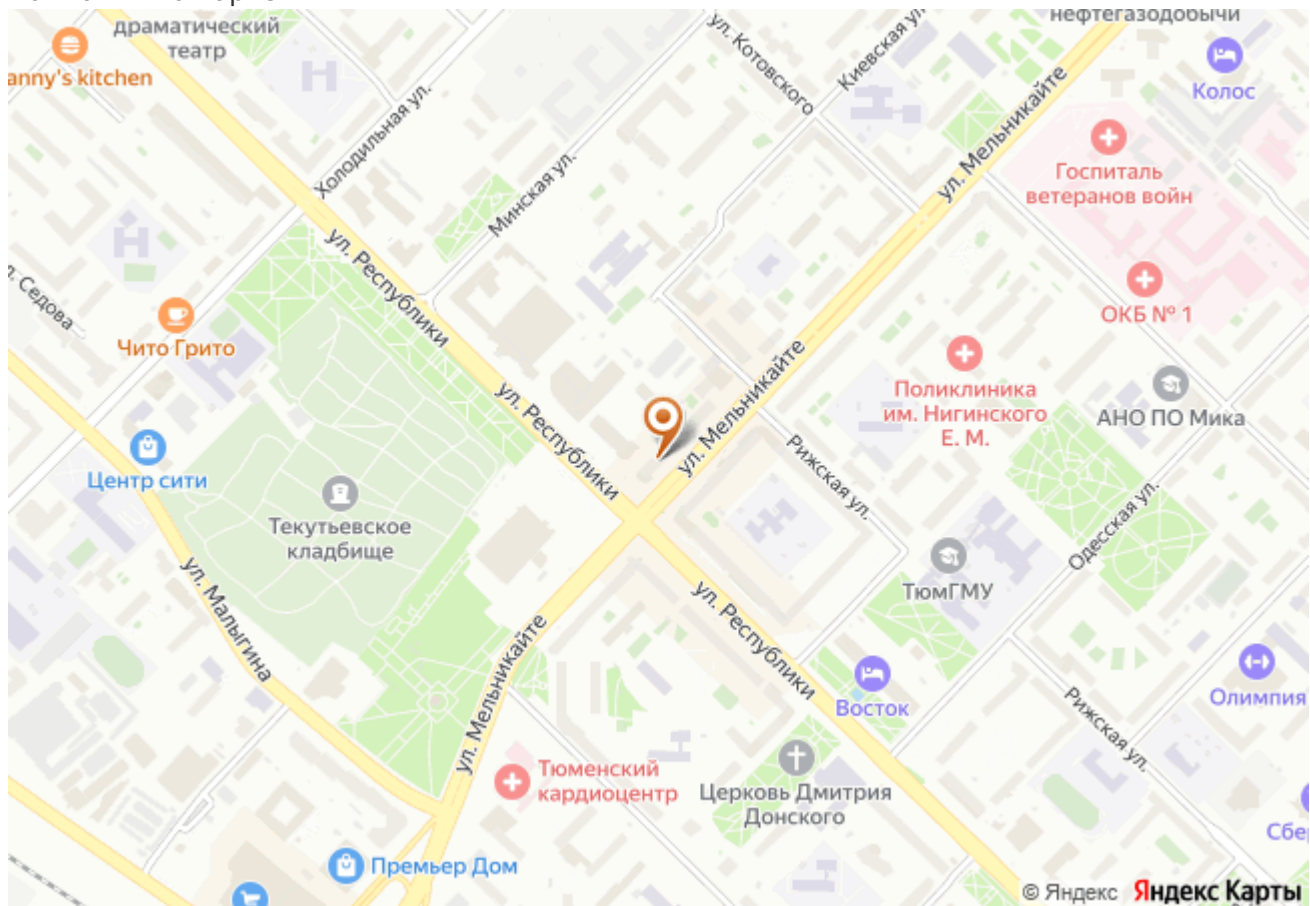 драматический
театр
anny's kitchen
ул. Котовского
Киевская ул.
нефтегазодобычи
Колос
Холодильная ул.
Минская ул.
ул. Мельникайте
Госпиталь
ветеранов войн
ул. Республики
Седова
Чито Грито
ОКБ № 1
ул. Мельникайте
Поликлиника
им. Нигинского
Е. М.
АНО ПО Мика
ул. Республики
Рижская ул.
Центр сити
Текутьевское
кладбище
Одесская ул.
ТюмГМУ
ул. Малыгина
ул. Мельникайте
ул. Республики
Восток
Олимпия
Рижская ул.
Тюменский
кардиоцентр
Церковь Дмитрия
Донского
Сбер
Премьер Дом
© Яндекс Яндекс Карты